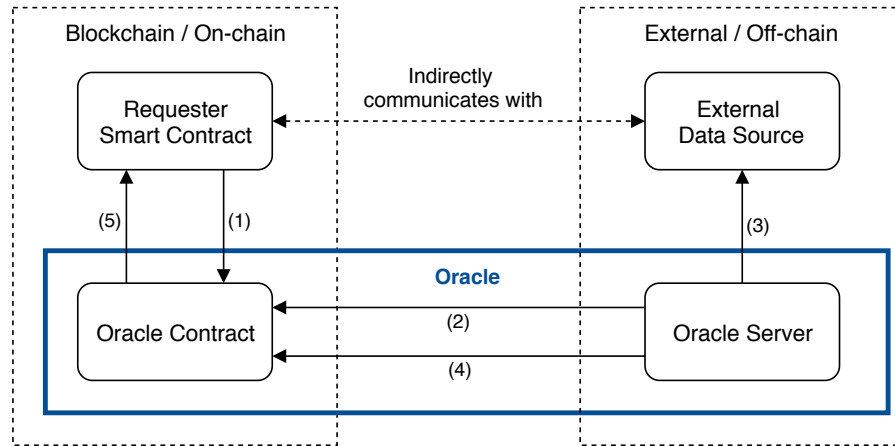 Blockchain / On-chain
External / Off-chain
Requester
Smart Contract
Indirectly
communicates with
External
Data Source
(5)
(1)
(3)
Oracle
Oracle Contract
(2)
(4)
Oracle Server